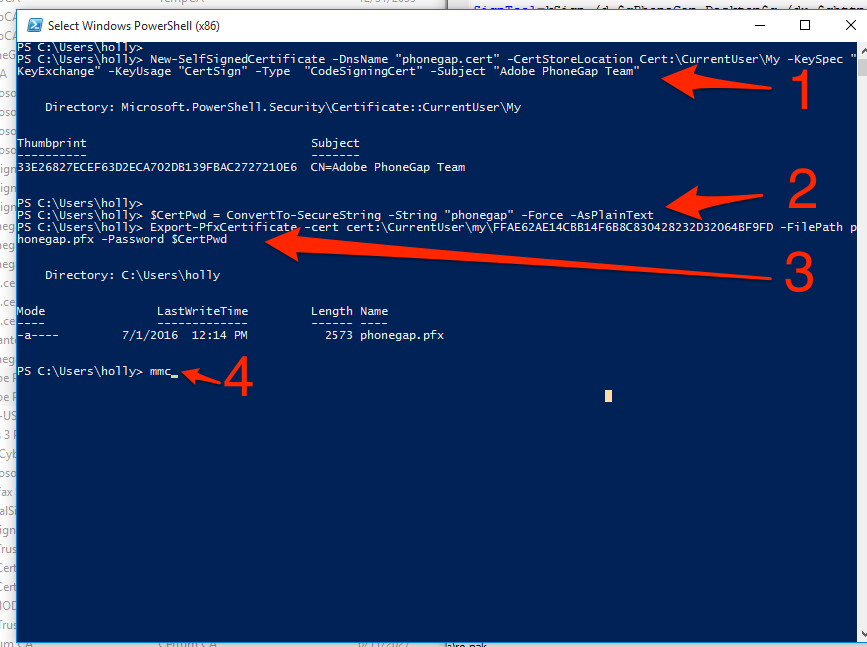 Select Windows PowerShell (x86)
PS C:\Users\holly>
PS C:\Users\holly> New-SelfSignedCertificate -DnsName "phonegap.cert" -CertStoreLocation Cert:\CurrentUser\My -KeySpec "
KeyExchange" -KeyUsage "CertSign" -Type  "CodeSigningCert" -Subject "Adobe PhoneGap Team"
1
Directory: Microsoft.PowerShell.Security\Certificate::CurrentUser\My
Thumbprint                                Subject
----------                                -------
33E26827ECEF63D2ECA702DB139FBAC2727210E6  CN=Adobe PhoneGap Team
2
PS C:\Users\holly>
PS C:\Users\holly> $CertPwd = ConvertTo-SecureString -String "phonegap" -Force -AsPlainText
PS C:\Users\holly> Export-PfxCertificate -cert cert:\CurrentUser\my\FFAE62AE14CBB14F6B8C830428232D32064BF9FD -FilePath p
honegap.pfx -Password $CertPwd
3
Directory: C:\Users\holly
Mode                LastWriteTime         Length Name
----                -------------         ------ ----
-a----         7/1/2016  12:14 PM           2573 phonegap.pfx
PS C:\Users\holly> mmc_
4